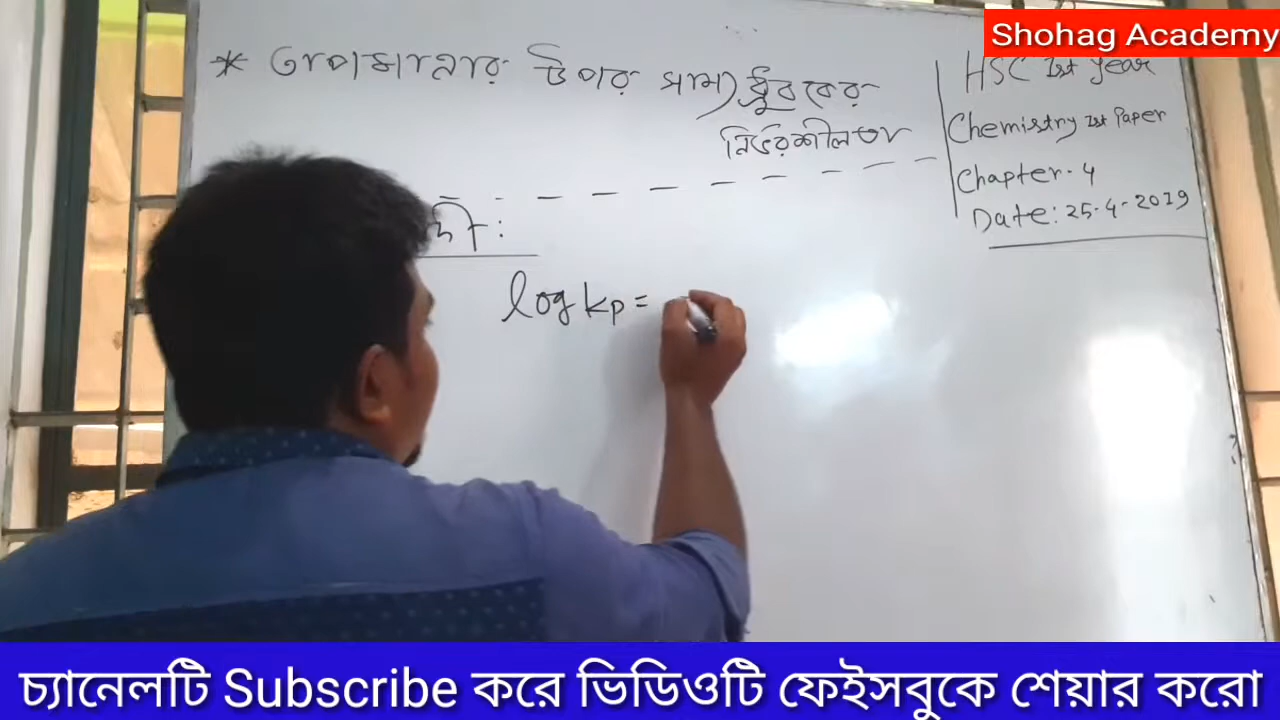 Shohag Academy
* তাপমাত্রার উপর সাম্যধ্রুবকের
নির্ভরশীলতা
HSC 1st year
Chemistry 1st Paper
Chapter-4
Date: 25-4-2019
log kp =
চ্যানেলটি Subscribe করে ভিডিওটি ফেইসবুকে শেয়ার করো